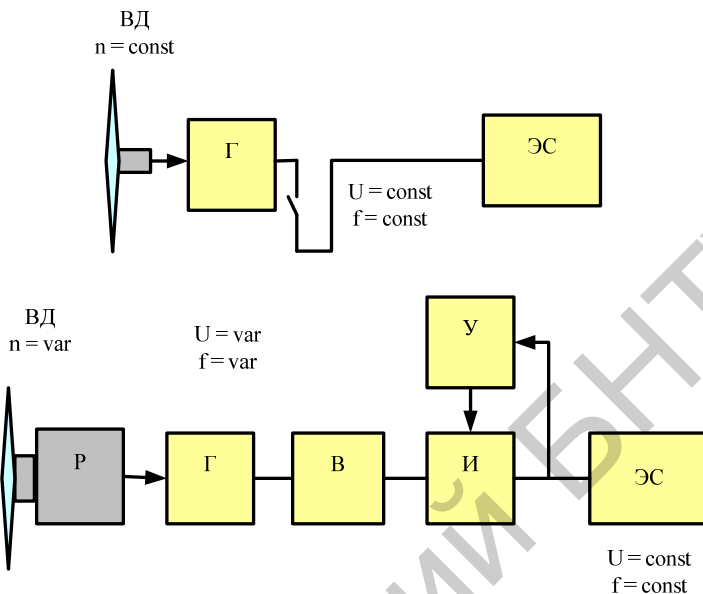 ВД
n = const
Г
ЭС
U = const
f = const
ВД
n = var
U = var
f = var
У
Р
Г
В
И
ЭС
U = const
f = const